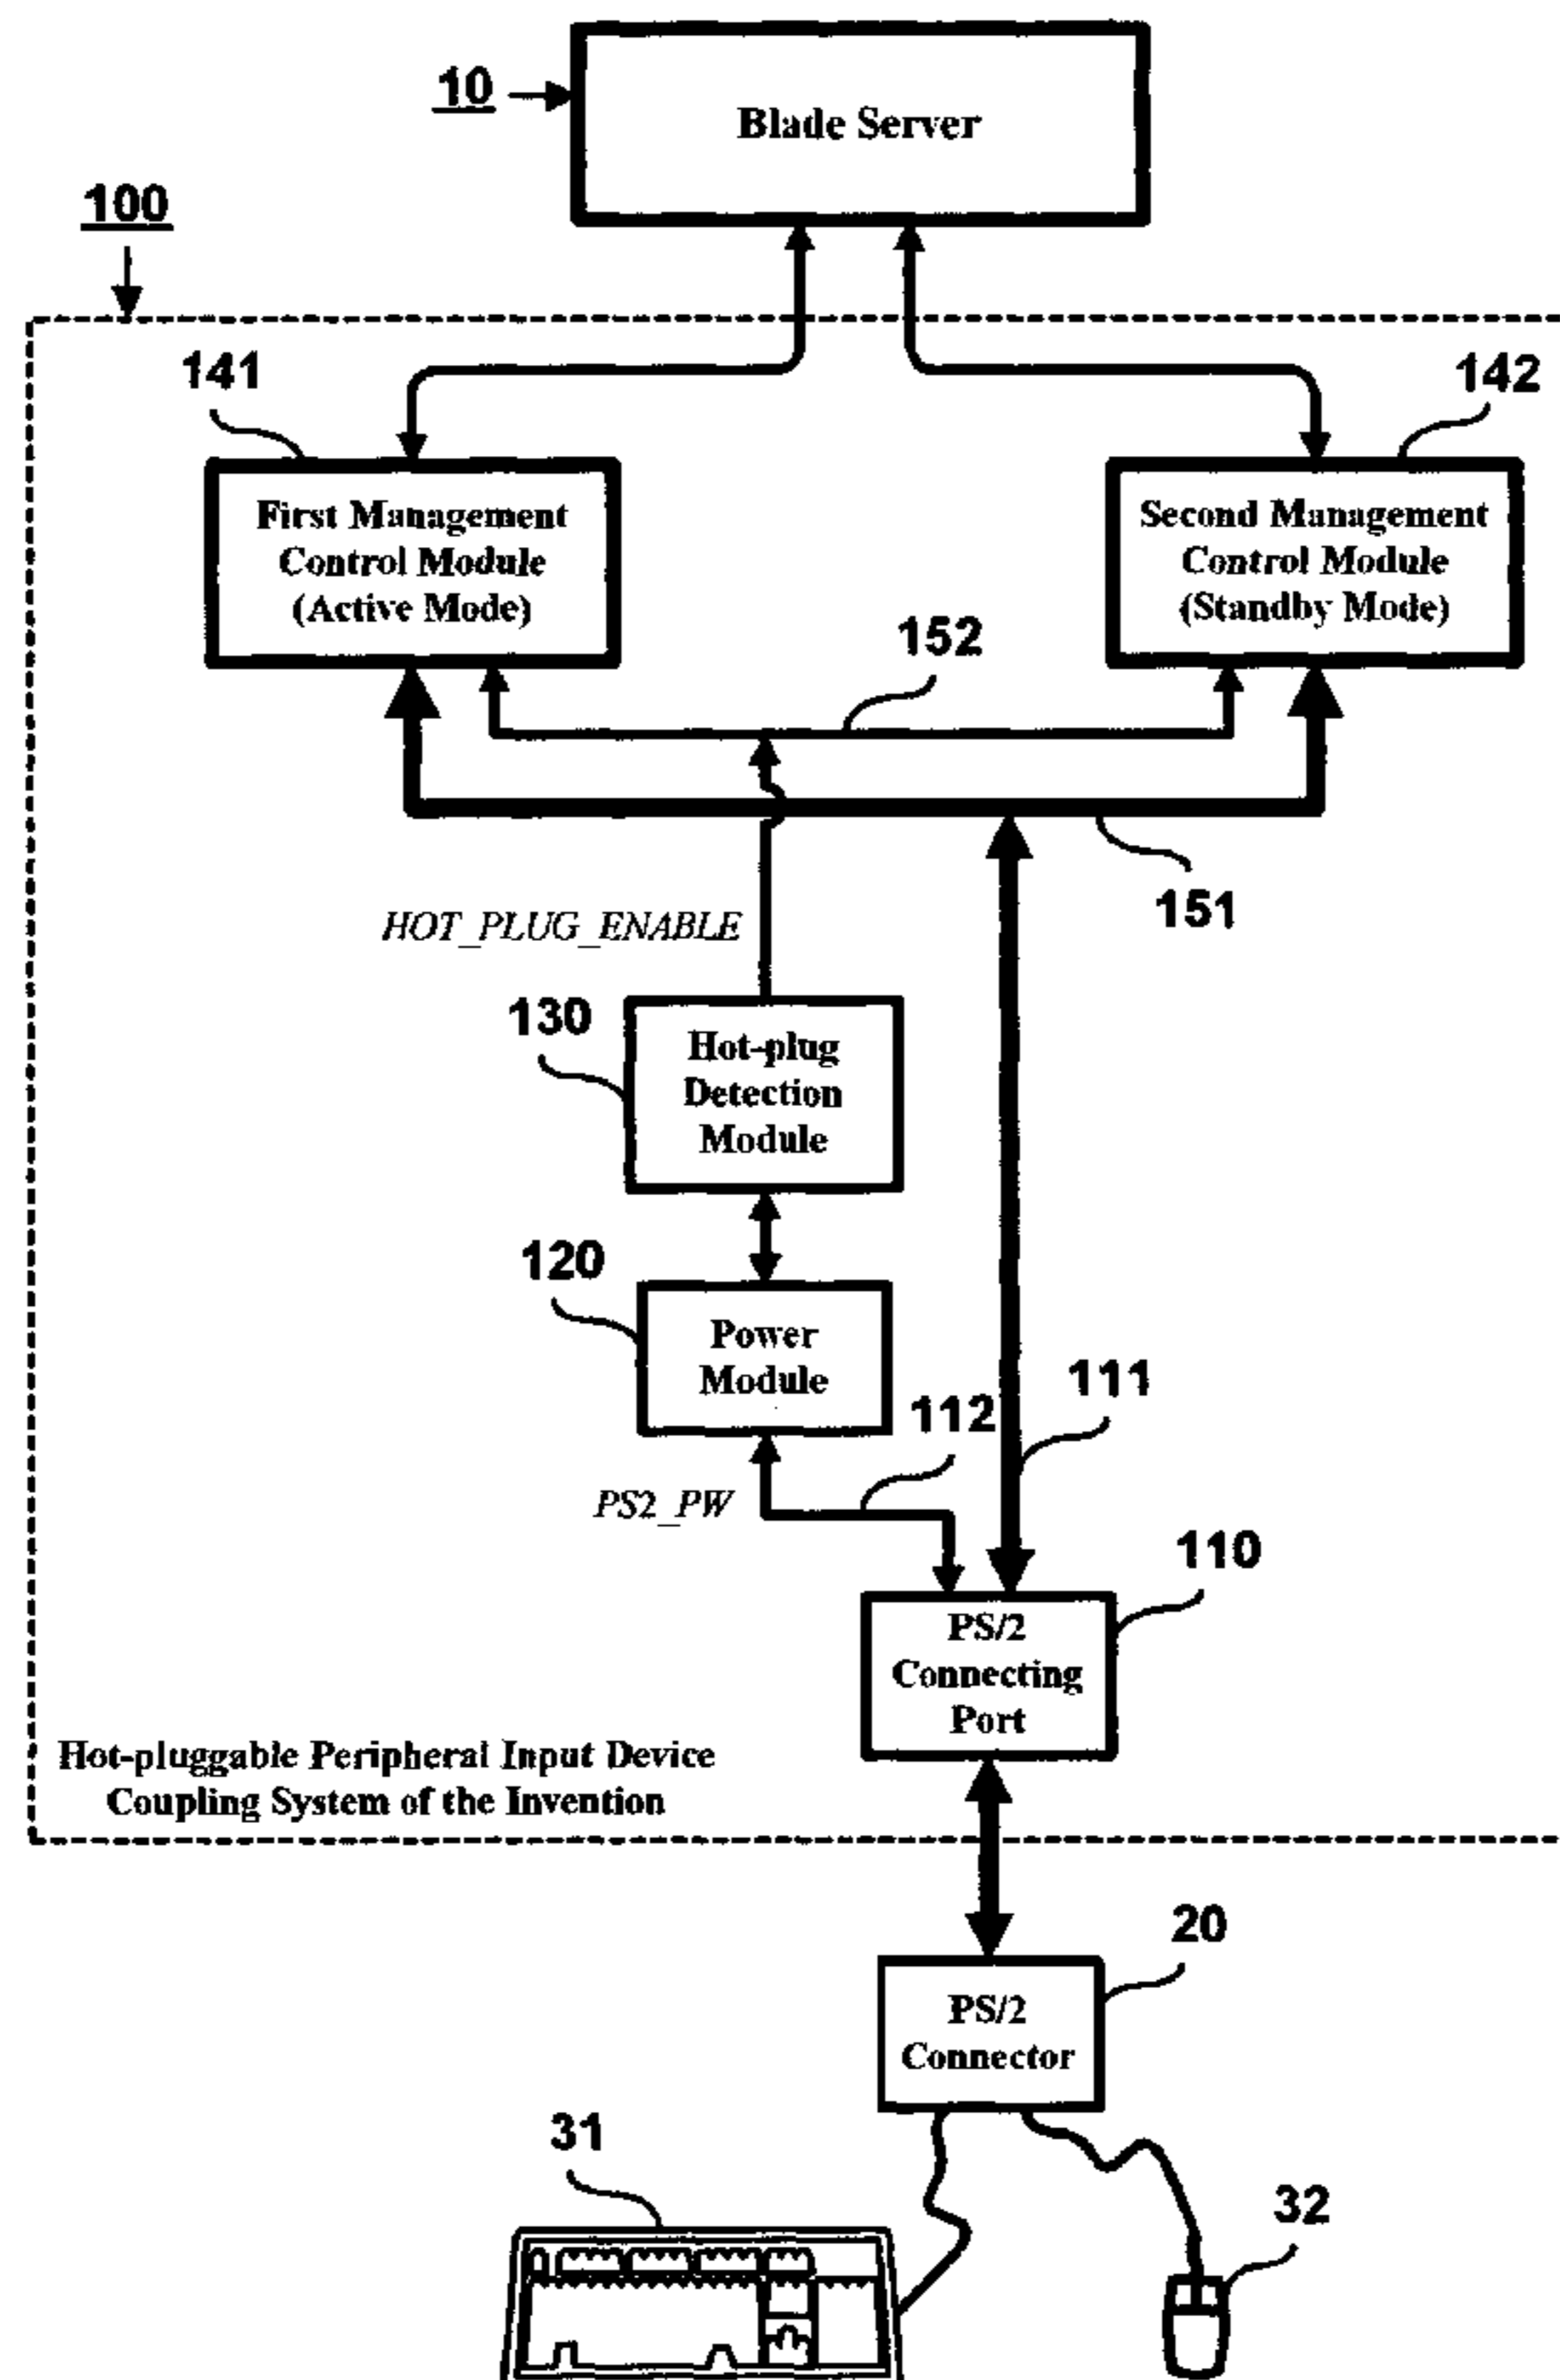 10
Blade Server
100
141
142
First Management
Control Module
(Active Mode)
Second Management
Control Module
(Standby Mode)
152
151
HOT_PLUG_ENABLE
130
Hot-plug
Detection
Module
120
Power
Module
112
111
PS2_PW
110
PS/2
Connecting
Port
Hot-pluggable Peripheral Input Device
Coupling System of the Invention
20
PS/2
Connector
31
32